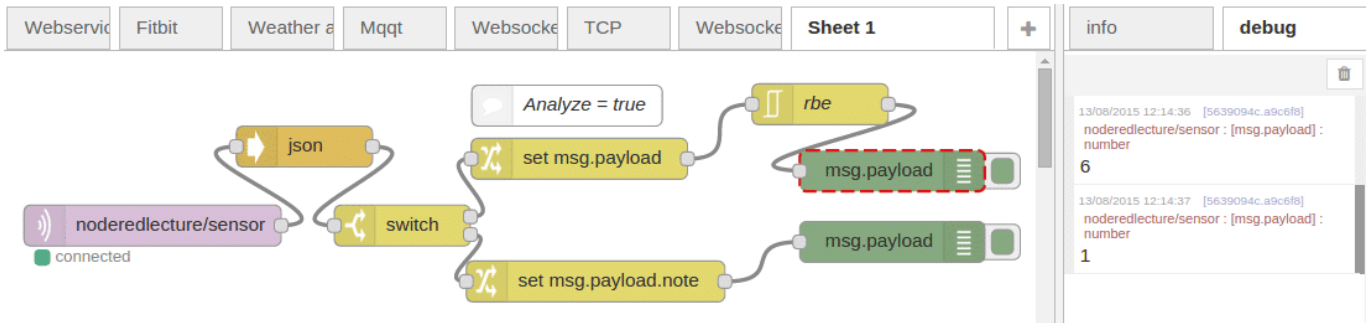 Webservic
Fitbit
Weather a
Mqqt
Websocke
TCP
Websocke
Sheet 1
+
info
debug
Analyze = true
rbe
json
set msg.payload
msg.payload
noderedlecture/sensor
switch
connected
msg.payload
set msg.payload.note
13/08/2015 12:14:36 [5639094c.a9c6f8]
noderedlecture/sensor : [msg.payload] :
number
6
13/08/2015 12:14:37 [5639094c.a9c6f8]
noderedlecture/sensor : [msg.payload] :
number
1